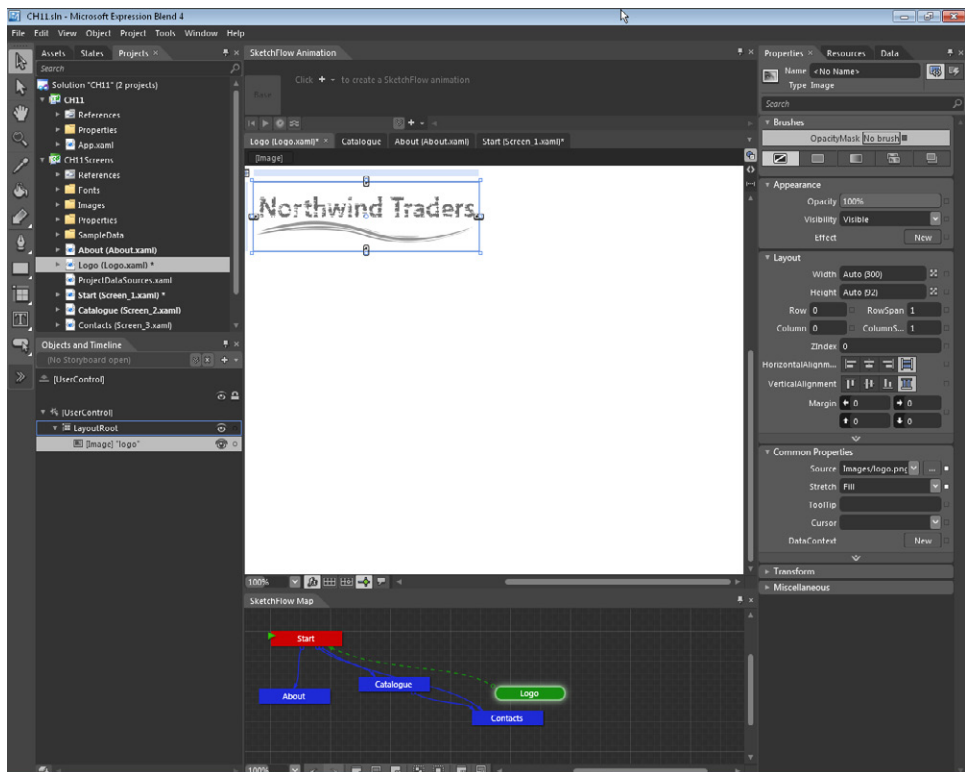 CH11.sln - Microsoft Expression Blend 4
File Edit View Object Project Tools Window Help
Assets States Projects
Search
Solution "CH11" (2 projects)
CH11
References
Properties
App.xaml
CH11Screens
References
Fonts
Images
Properties
SampleData
About (About.xaml)
Logo (Logo.xaml) *
ProjectDataSources.xaml
Start (Screen_1.xaml) *
Catalogue (Screen_2.xaml)
Contacts (Screen_3.xaml)
Objects and Timeline
(No Storyboard open)
[UserControl]
[UserControl]
LayoutRoot
[Image] "logo"
SketchFlow Animation
Click + - to create a SketchFlow animation
Base
Logo (Logo.xaml)* Catalogue About (About.xaml) Start (Screen_1.xaml)*
[Image]
Northwind Traders
100%
SketchFlow Map
Start
About
Catalogue
Logo
Contacts
100%
Properties Resources Data
Name <No Name>
Type Image
Search
Brushes
OpacityMask No brush
Appearance
Opacity 100%
Visibility Visible
Effect New
Layout
Width Auto (300)
Height Auto (92)
Row 0 RowSpan 1
Column 0 ColumnS... 1
ZIndex 0
HorizontalAlignm...
VerticalAlignment
Margin 0 0
0 0
Common Properties
Source Images/logo.png ...
Stretch Fill
ToolTip
Cursor
DataContext New
Transform
Miscellaneous